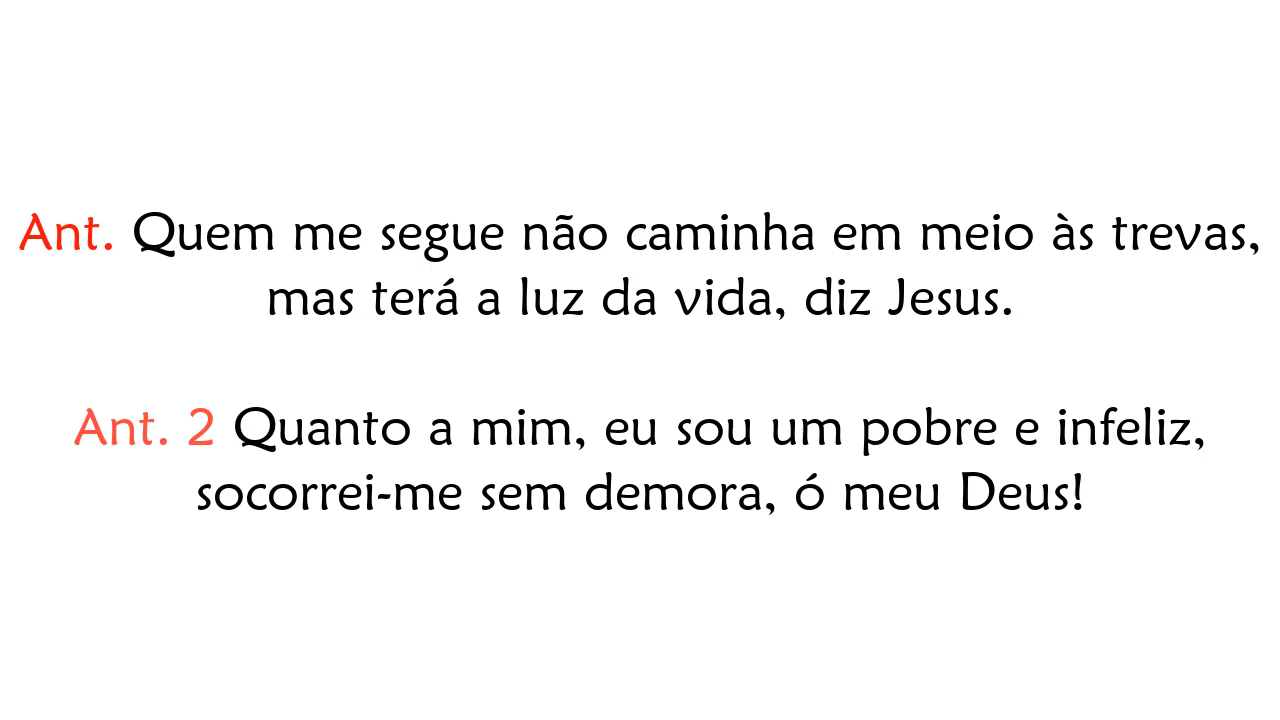 Ant. Quem me segue não caminha em meio às trevas,
mas terá a luz da vida, diz Jesus.
Ant. 2 Quanto a mim, eu sou um pobre e infeliz,
socorrei-me sem demora, ó meu Deus!